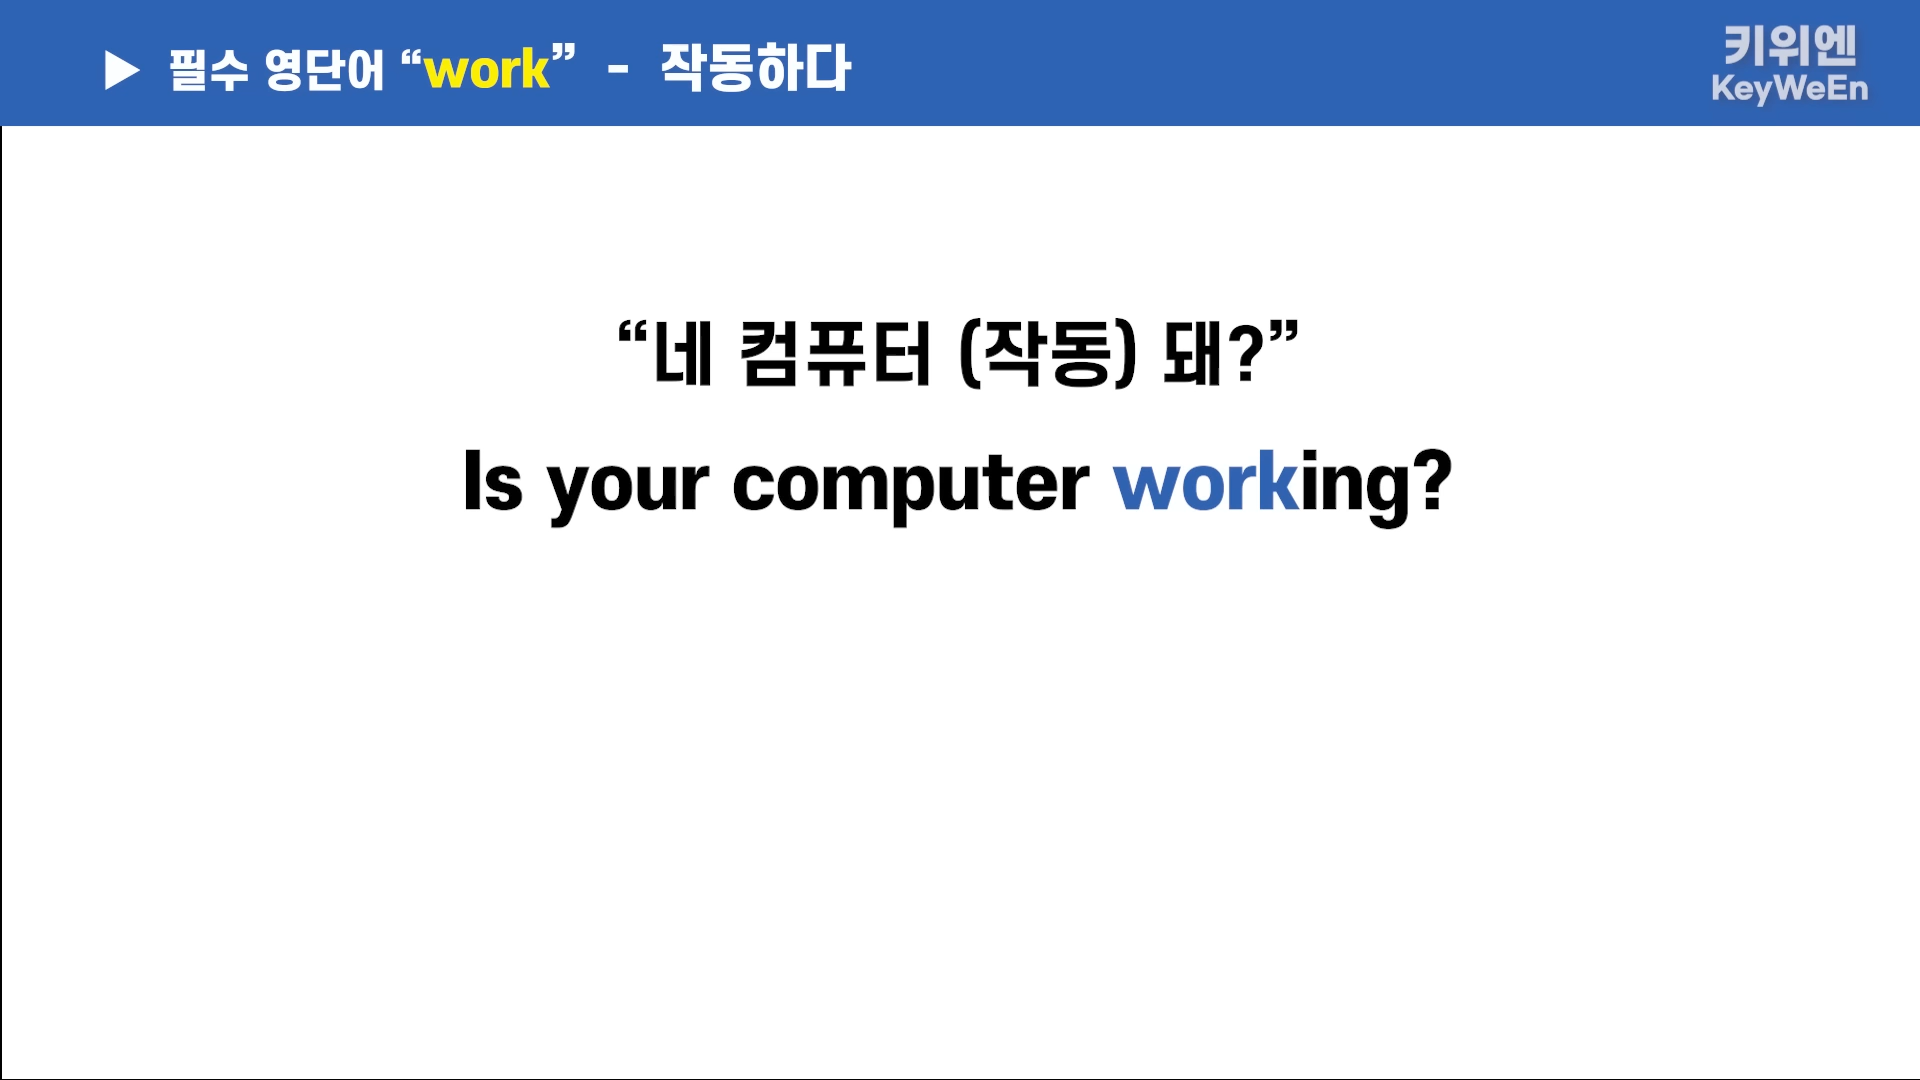 ▶ 필수 영단어 “work” - 작동하다
키위엔
KeyWeEn
“네 컴퓨터 (작동) 돼?”
Is your computer working?